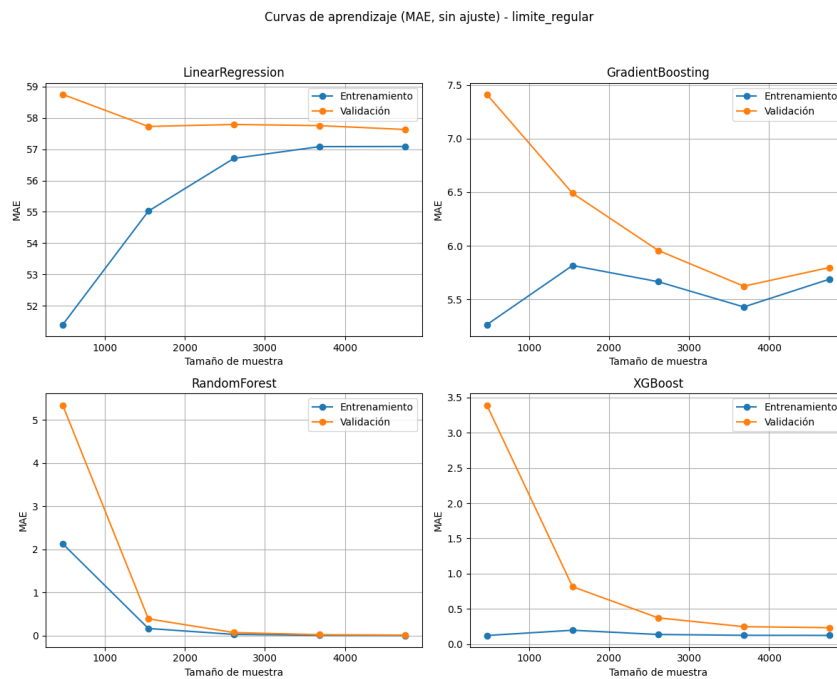 Curvas de aprendizaje (MAE, sin ajuste) - limite_regular
LinearRegression
59
58
57
56
55
54
53
52
MAE
1000 2000 3000 4000
Tamaño de muestra
Entrenamiento
Validación
GradientBoosting
7.5
7.0
6.5
6.0
5.5
MAE
1000 2000 3000 4000
Tamaño de muestra
Entrenamiento
Validación
RandomForest
5
4
3
2
1
0
MAE
1000 2000 3000 4000
Tamaño de muestra
Entrenamiento
Validación
XGBoost
3.5
3.0
2.5
2.0
1.5
1.0
0.5
0.0
MAE
1000 2000 3000 4000
Tamaño de muestra
Entrenamiento
Validación